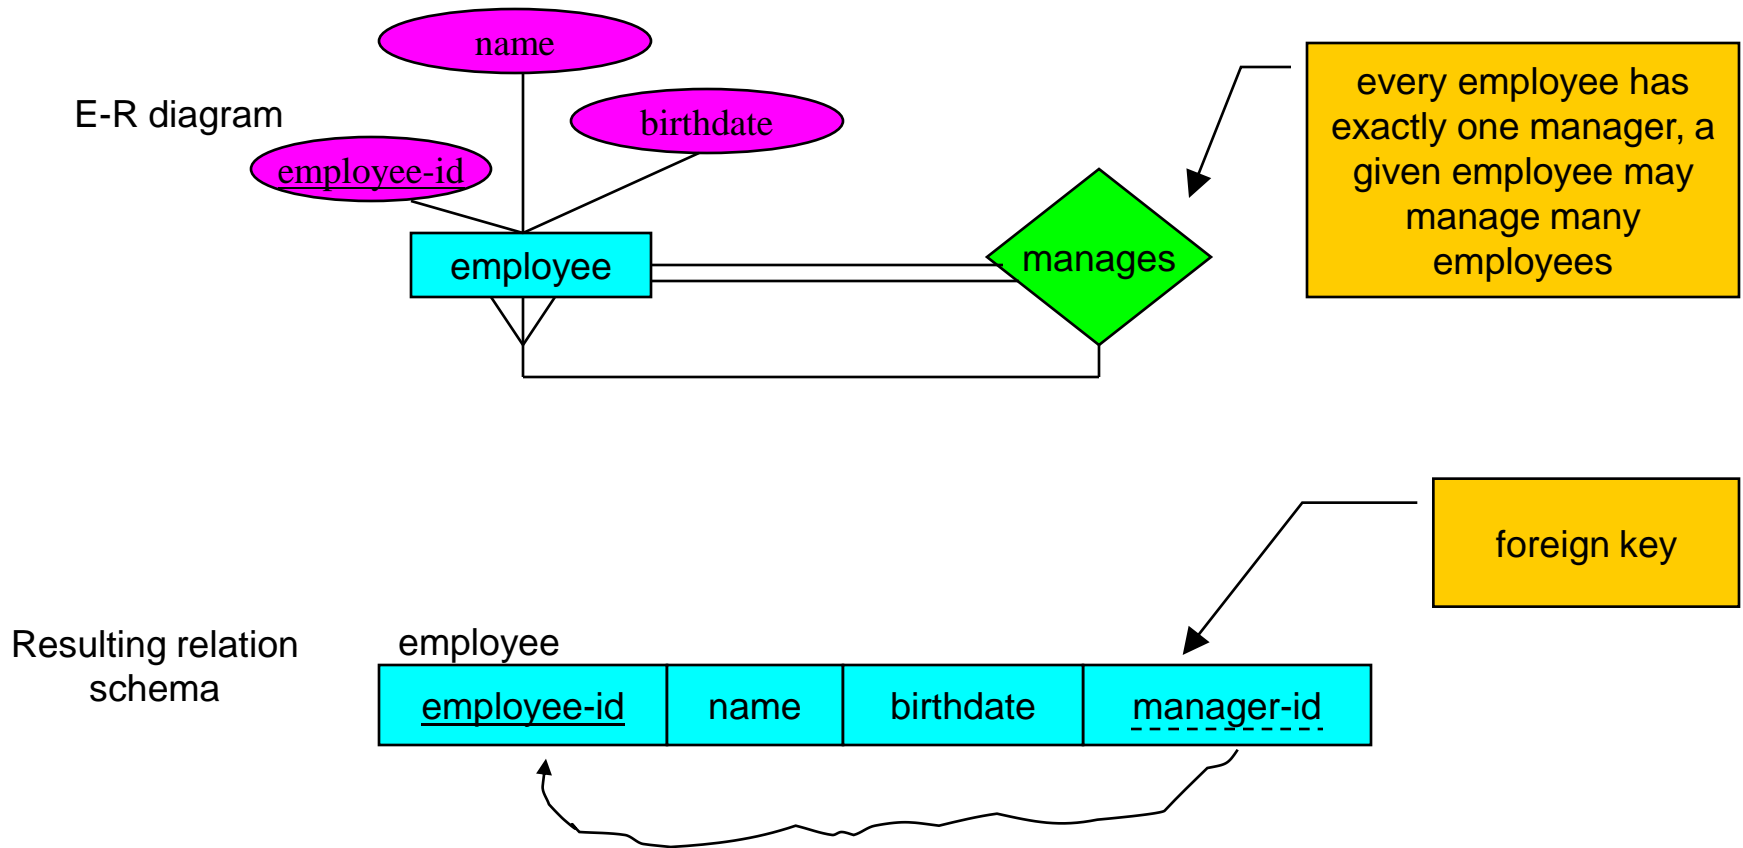 name
E-R diagram
birthdate
employee-id
employee
manages
every employee has
exactly one manager, a
given employee may
manage many
employees
foreign key
Resulting relation
schema
employee
employee-id
name
birthdate
manager-id